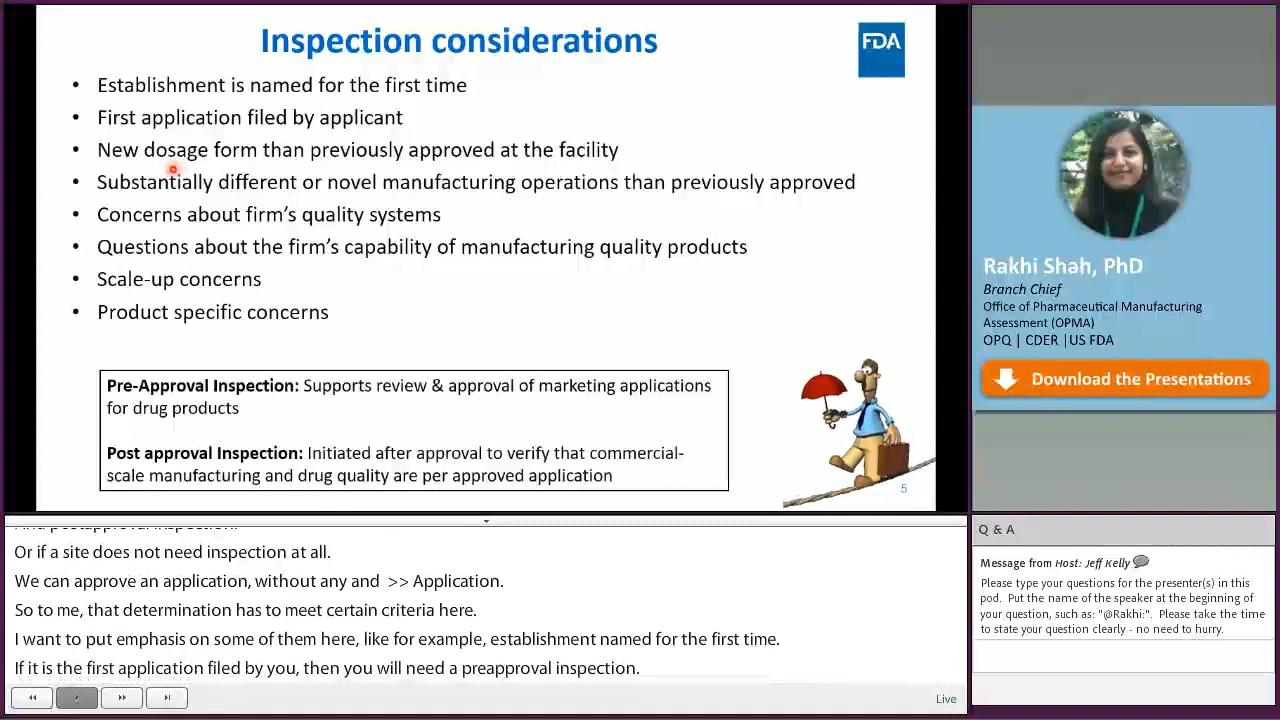 Inspection considerations
FDA
• Establishment is named for the first time
• First application filed by applicant
• New dosage form than previously approved at the facility
• Substantially different or novel manufacturing operations than previously approved
• Concerns about firm's quality systems
• Questions about the firm's capability of manufacturing quality products
• Scale-up concerns
• Product specific concerns
Pre-Approval Inspection: Supports review & approval of marketing applications
for drug products
Post approval Inspection: Initiated after approval to verify that commercial-
scale manufacturing and drug quality are per approved application
5
Rakhi Shah, PhD
Branch Chief
Office of Pharmaceutical Manufacturing
Assessment (OPMA)
OPQ | CDER |US FDA
Download the Presentations
Or if a site does not need inspection at all.
We can approve an application, without any and >> Application.
So to me, that determination has to meet certain criteria here.
I want to put emphasis on some of them here, like for example, establishment named for the first time.
If it is the first application filed by you, then you will need a preapproval inspection.
Live
Q & A
Message from Host: Jeff Kelly
Please type your questions for the presenter(s) in this
pod. Put the name of the speaker at the beginning of
your question, such as: "@Rakhi:". Please take the time
to state your question clearly - no need to hurry.